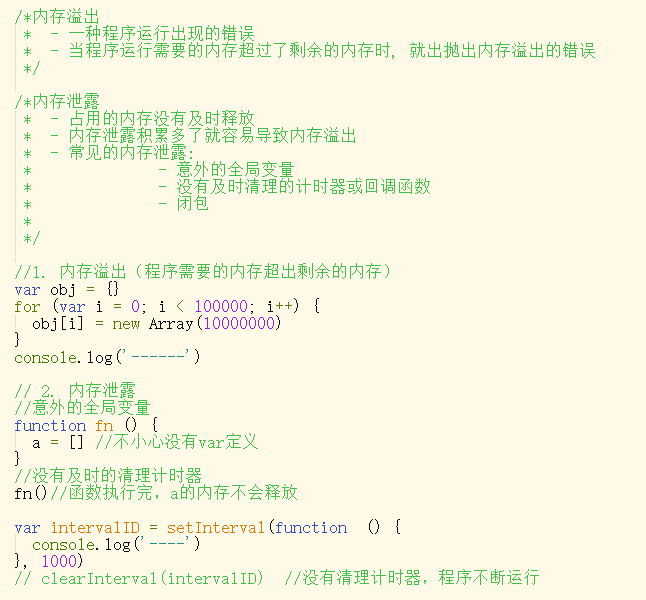 /*内存溢出
 *  - 一种程序运行出现的错误
 *  - 当程序运行需要的内存超过了剩余的内存时, 就出抛出内存溢出的错误
 */
/*内存泄露
 *  - 占用的内存没有及时释放
 *  - 内存泄露积累多了就容易导致内存溢出
 *  - 常见的内存泄露:
 *              - 意外的全局变量
 *              - 没有及时清理的计时器或回调函数
 *              - 闭包
 *
 */
//1. 内存溢出（程序需要的内存超出剩余的内存）
var obj = {}
for (var i = 0; i < 100000; i++) {
  obj[i] = new Array(10000000)
}
console.log('------')
// 2. 内存泄露
//意外的全局变量
function fn () {
  a = [] //不小心没有var定义
}
//没有及时的清理计时器
fn()//函数执行完，a的内存不会释放
var intervalID = setInterval(function  () {
  console.log('----')
}, 1000)
// clearInterval(intervalID)  //没有清理计时器，程序不断运行